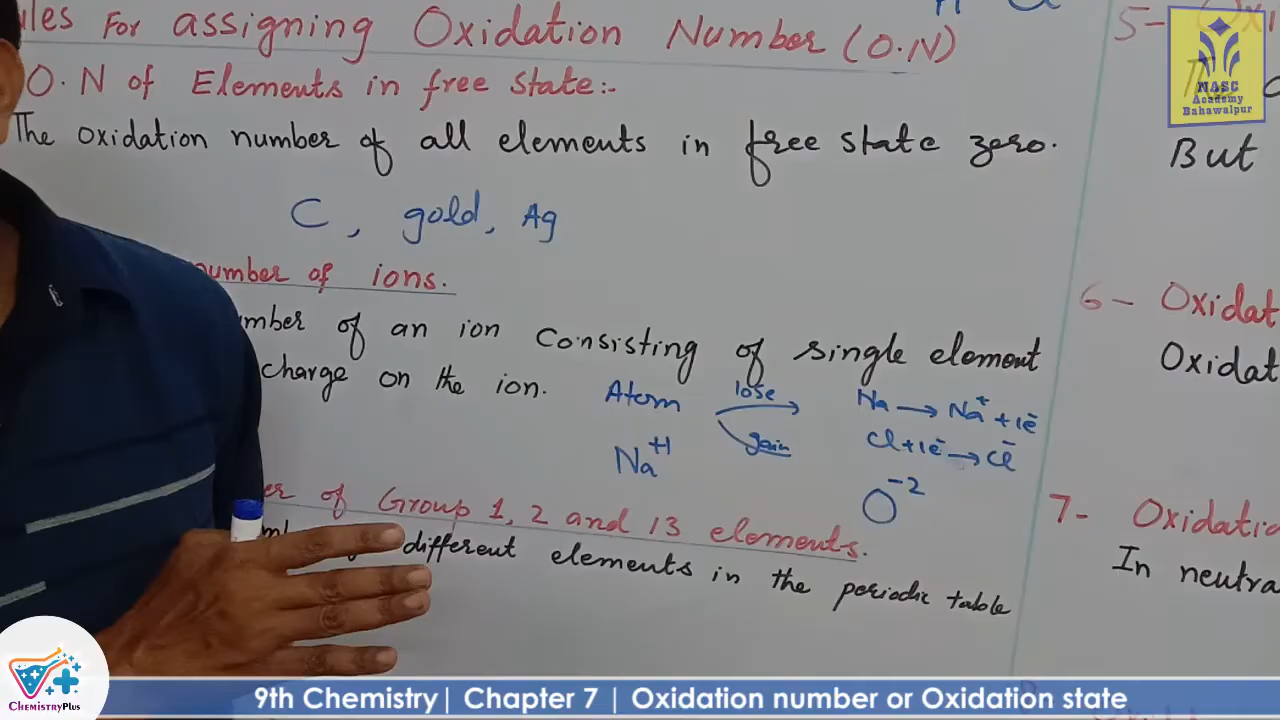 ules For assigning Oxidation Number (O.N)
O.N of Elements in free state:-
The oxidation number of all elements in free state zero.
C, gold, Ag
number of ions.
mber of an ion consisting of single element
charge on the ion.
Atom lose Na → Na⁺ + 1ē
gain Cl + 1ē → Cl⁻
Na⁺¹
O⁻²
er of Group 1, 2 and 13 elements.
different elements in the periodic table
5-
But
6- Oxidat
Oxidat
7- Oxidatio
In neutra
NASC
Academy
Bahawalpur
ChemistryPlus
9th Chemistry| Chapter 7 | Oxidation number or Oxidation state